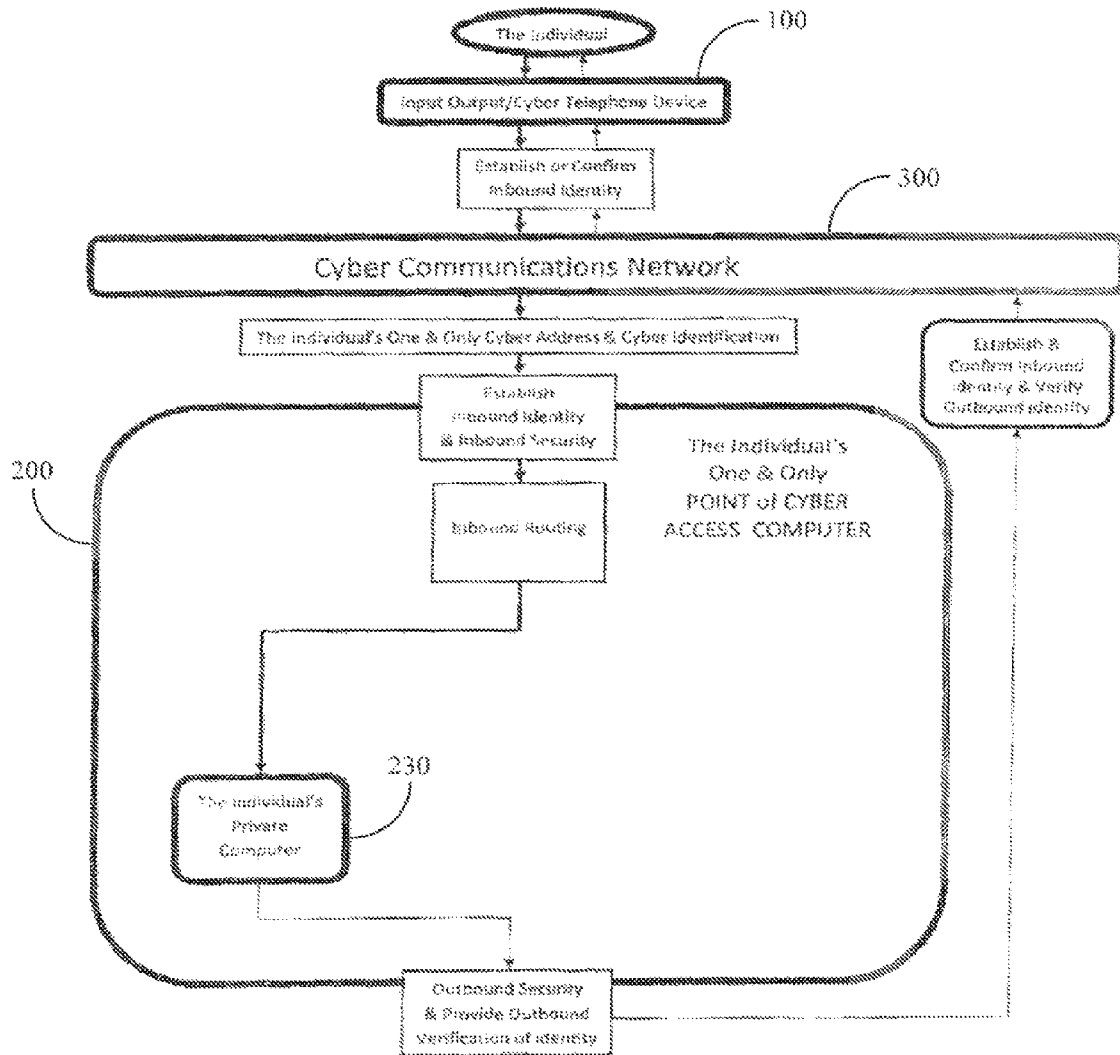 The Individual
100
Input Output/Cyber Telephone Device
Establish or Confirm
Inbound Identity
300
Cyber Communications Network
The Individual's One & Only Cyber Address & Cyber Identification
Establish &
Confirm Inbound
Identity & Verify
Outbound Identity
Establish
Inbound Identity
& Inbound Security
The Individual's
One & Only
POINT of CYBER
ACCESS COMPUTER
200
Inbound Routing
230
The Individual's
Private
Computer
Outbound Security
& Provide Outbound
Verification of Identity